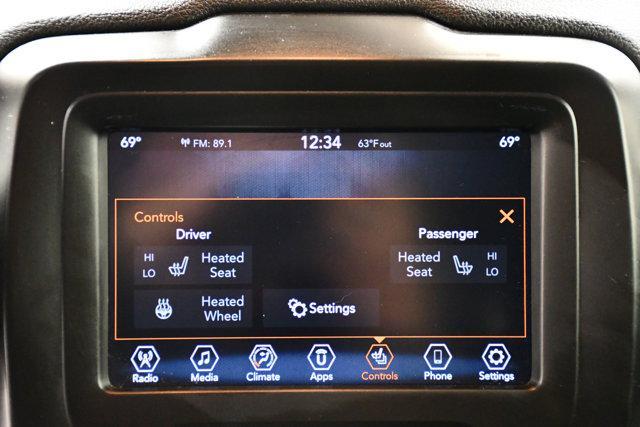 69° FM: 89.1 12:34 63°F out 69°
Controls
Driver Passenger
HI Heated Heated HI
LO Seat Seat LO
Heated
Wheel
Settings
Radio Media Climate Apps Controls Phone Settings